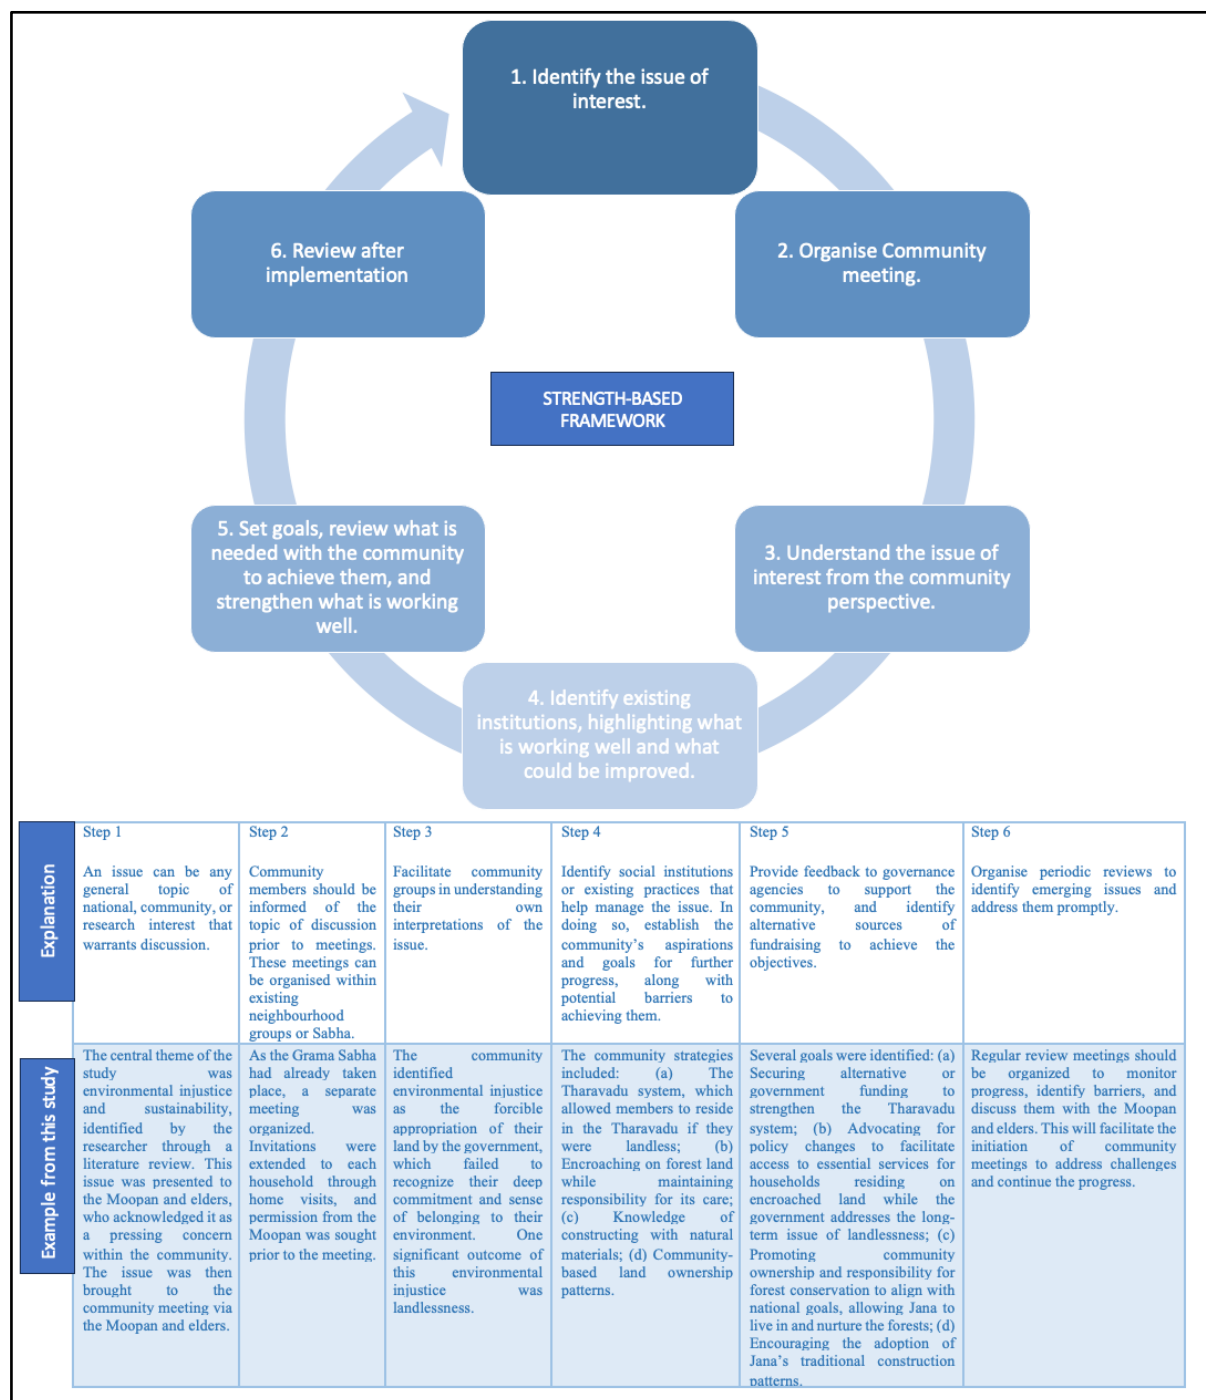 1. Identify the issue of
interest.
2. Organise Community
meeting.
3. Understand the issue of
interest from the community
perspective.
4. Identify existing
institutions, highlighting what
is working well and what
could be improved.
5. Set goals, review what is
needed with the community
to achieve them, and
strengthen what is working
well.
6. Review after
implementation
STRENGTH-BASED
FRAMEWORK
Explanation
Step 1
An issue can be any
general topic of
national, community, or
research interest that
warrants discussion.
Step 2
Community
members should be
informed of the
topic of discussion
prior to meetings.
These meetings can
be organised within
existing
neighbourhood
groups or Sabha.
Step 3
Facilitate community
groups in understanding
their own
interpretations of the
issue.
Step 4
Identify social institutions
or existing practices that
help manage the issue. In
doing so, establish the
community's aspirations
and goals for further
progress, along with
potential barriers to
achieving them.
Step 5
Provide feedback to governance
agencies to support the
community, and identify
alternative sources of
fundraising to achieve the
objectives.
Step 6
Organise periodic reviews to
identify emerging issues and
address them promptly.
Example from this study
The central theme of the
study was
environmental injustice
and sustainability,
identified by the
researcher through a
literature review. This
issue was presented to
the Moopan and elders,
who acknowledged it as
a pressing concern
within the community.
The issue was then
brought to the
community meeting via
the Moopan and elders.
As the Grama Sabha
had already taken
place, a separate
meeting was
organized.
Invitations were
extended to each
household through
home visits, and
permission from the
Moopan was sought
prior to the meeting.
The community
identified
environmental injustice
as the forcible
appropriation of their
land by the government,
which failed to
recognize their deep
commitment and sense
of belonging to their
environment. One
significant outcome of
this environmental
injustice was
landlessness.
The community strategies
included: (a) The
Tharavadu system, which
allowed members to reside
in the Tharavadu if they
were landless; (b)
Encroaching on forest land
while maintaining
responsibility for its care;
(c) Knowledge of
constructing with natural
materials; (d) Community-
based land ownership
patterns.
Several goals were identified: (a)
Securing alternative or
government funding to
strengthen the Tharavadu
system; (b) Advocating for
policy changes to facilitate
access to essential services for
households residing on
encroached land while the
government addresses the long-
term issue of landlessness; (c)
Promoting community
ownership and responsibility for
forest conservation to align with
national goals, allowing Jana to
live in and nurture the forests; (d)
Encouraging the adoption of
Jana's traditional construction
patterns.
Regular review meetings should
be organized to monitor
progress, identify barriers, and
discuss them with the Moopan
and elders. This will facilitate the
initiation of community
meetings to address challenges
and continue the progress.